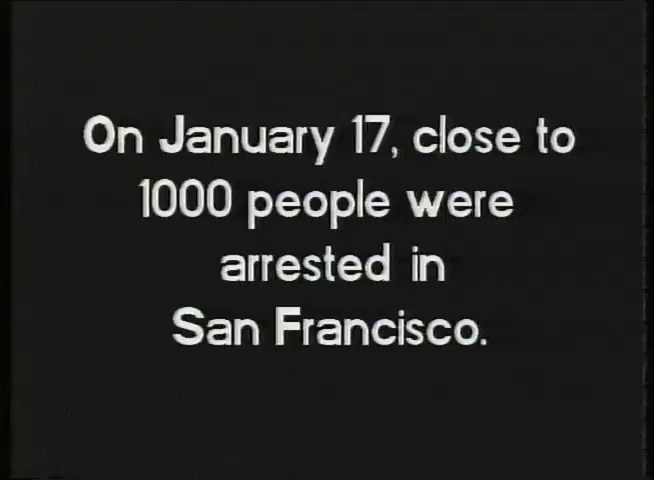 On January 17, close to
1000 people were
arrested in
San Francisco.